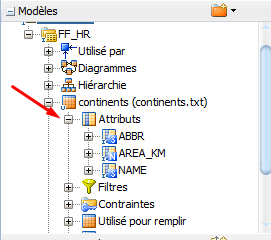 Modèles
FF_HR
Utilisé par
Diagrammes
Hiérarchie
continents (continents.txt)
Attributs
ABBR
AREA_KM
NAME
Filtres
Contraintes
Utilisé pour remplir